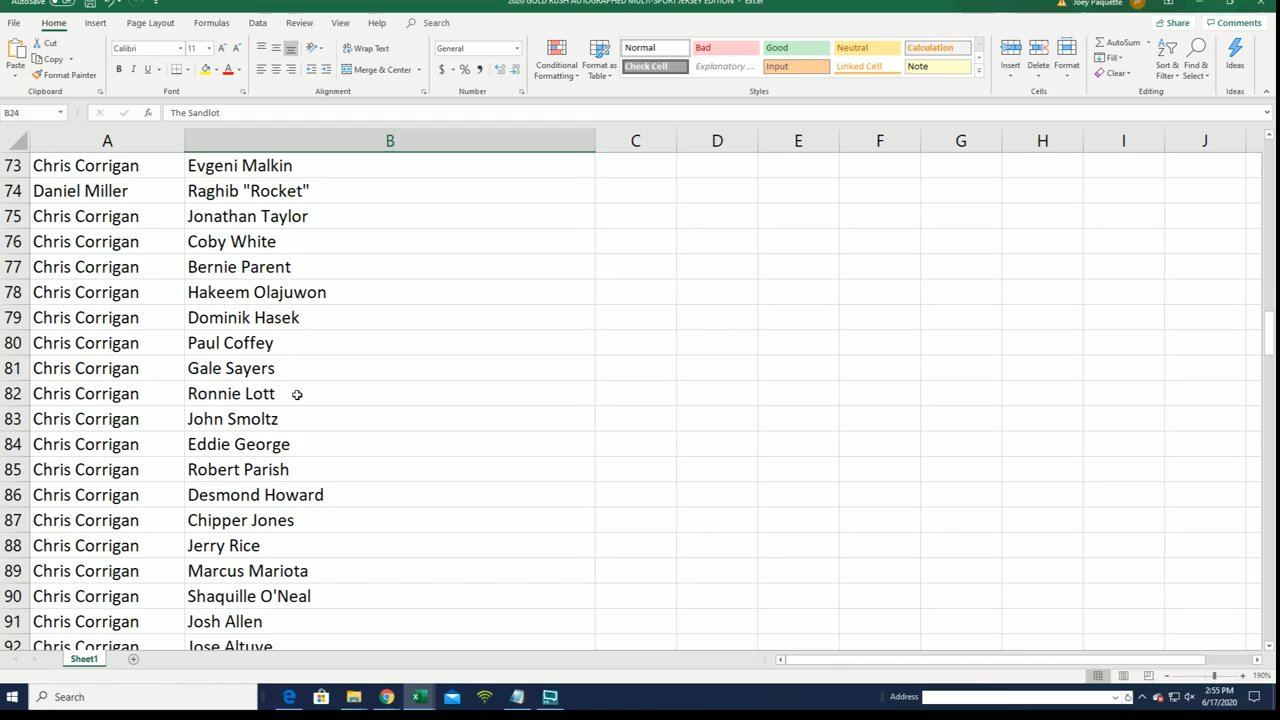 AutoSave
2020 GOLD RUSH AUTOGRAPHED MULTI-SPORT JERSEY EDITION - Excel
Joey Paquette
JP
File Home Insert Page Layout Formulas Data Review View Help Search
Share Comments
Paste Cut Copy Format Painter
Calibri 11
B I U A
Wrap Text
Merge & Center
General
$ % ,
Conditional Formatting
Format as Table
Normal Bad Good Neutral Calculation
Check Cell Explanatory ... Input Linked Cell Note
Insert Delete Format
AutoSum Fill Clear
Sort & Filter
Find & Select
Ideas
Clipboard Font Alignment Number Styles Cells Editing Ideas
B24 fx The Sandlot
A B C D E F G H I J
73 Chris Corrigan Evgeni Malkin
74 Daniel Miller Raghib "Rocket"
75 Chris Corrigan Jonathan Taylor
76 Chris Corrigan Coby White
77 Chris Corrigan Bernie Parent
78 Chris Corrigan Hakeem Olajuwon
79 Chris Corrigan Dominik Hasek
80 Chris Corrigan Paul Coffey
81 Chris Corrigan Gale Sayers
82 Chris Corrigan Ronnie Lott
83 Chris Corrigan John Smoltz
84 Chris Corrigan Eddie George
85 Chris Corrigan Robert Parish
86 Chris Corrigan Desmond Howard
87 Chris Corrigan Chipper Jones
88 Chris Corrigan Jerry Rice
89 Chris Corrigan Marcus Mariota
90 Chris Corrigan Shaquille O'Neal
91 Chris Corrigan Josh Allen
92 Chris Corrigan Jose Altuve
Sheet1
190%
Search
Address
2:55 PM
6/17/2020